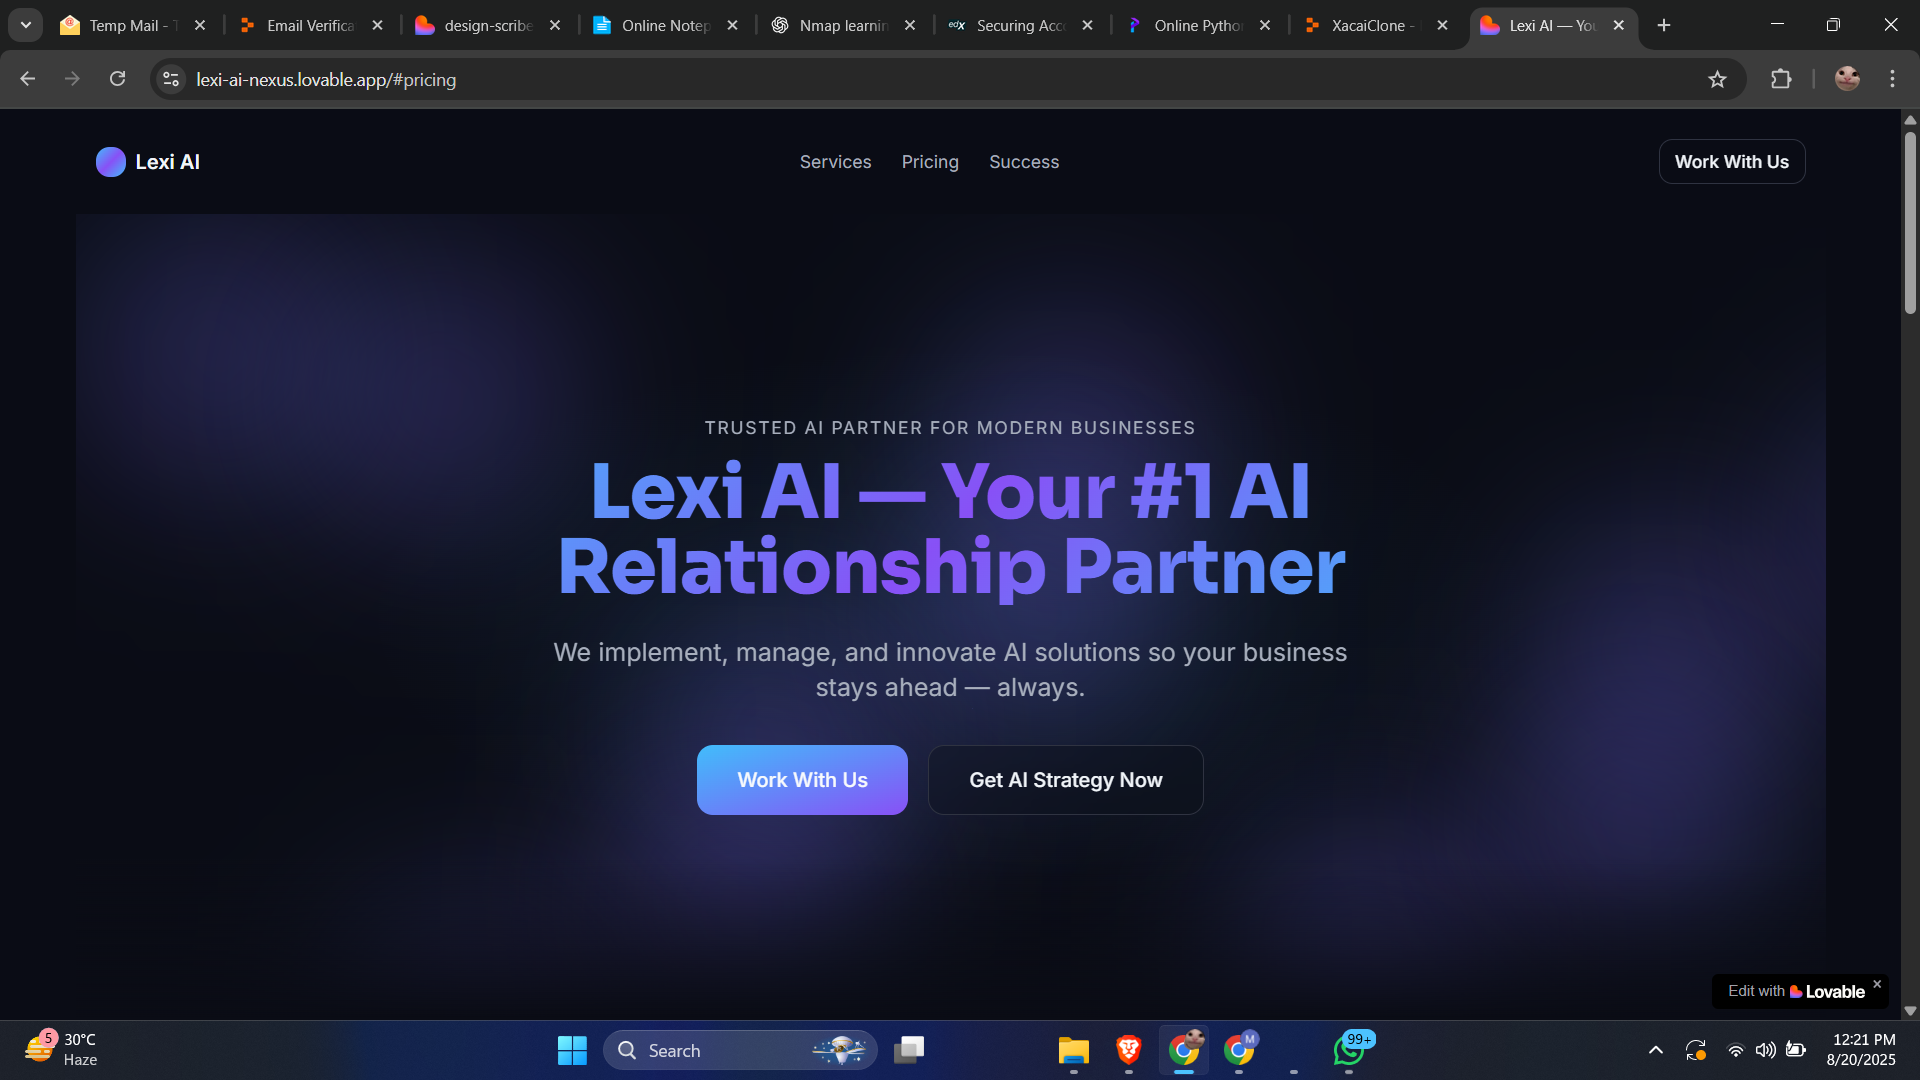 Temp Mail - T
Email Verifica
design-scribe
Online Notep
Nmap learnin
edX
Securing Acc
Online Pytho
XacaiClone -
Lexi AI — You
lexi-ai-nexus.lovable.app/#pricing
Lexi AI
Services
Pricing
Success
Work With Us
TRUSTED AI PARTNER FOR MODERN BUSINESSES
Lexi AI — Your #1 AI
Relationship Partner
We implement, manage, and innovate AI solutions so your business
stays ahead — always.
Work With Us
Get AI Strategy Now
Edit with Lovable
5
30°C
Haze
Search
M
99+
12:21 PM
8/20/2025